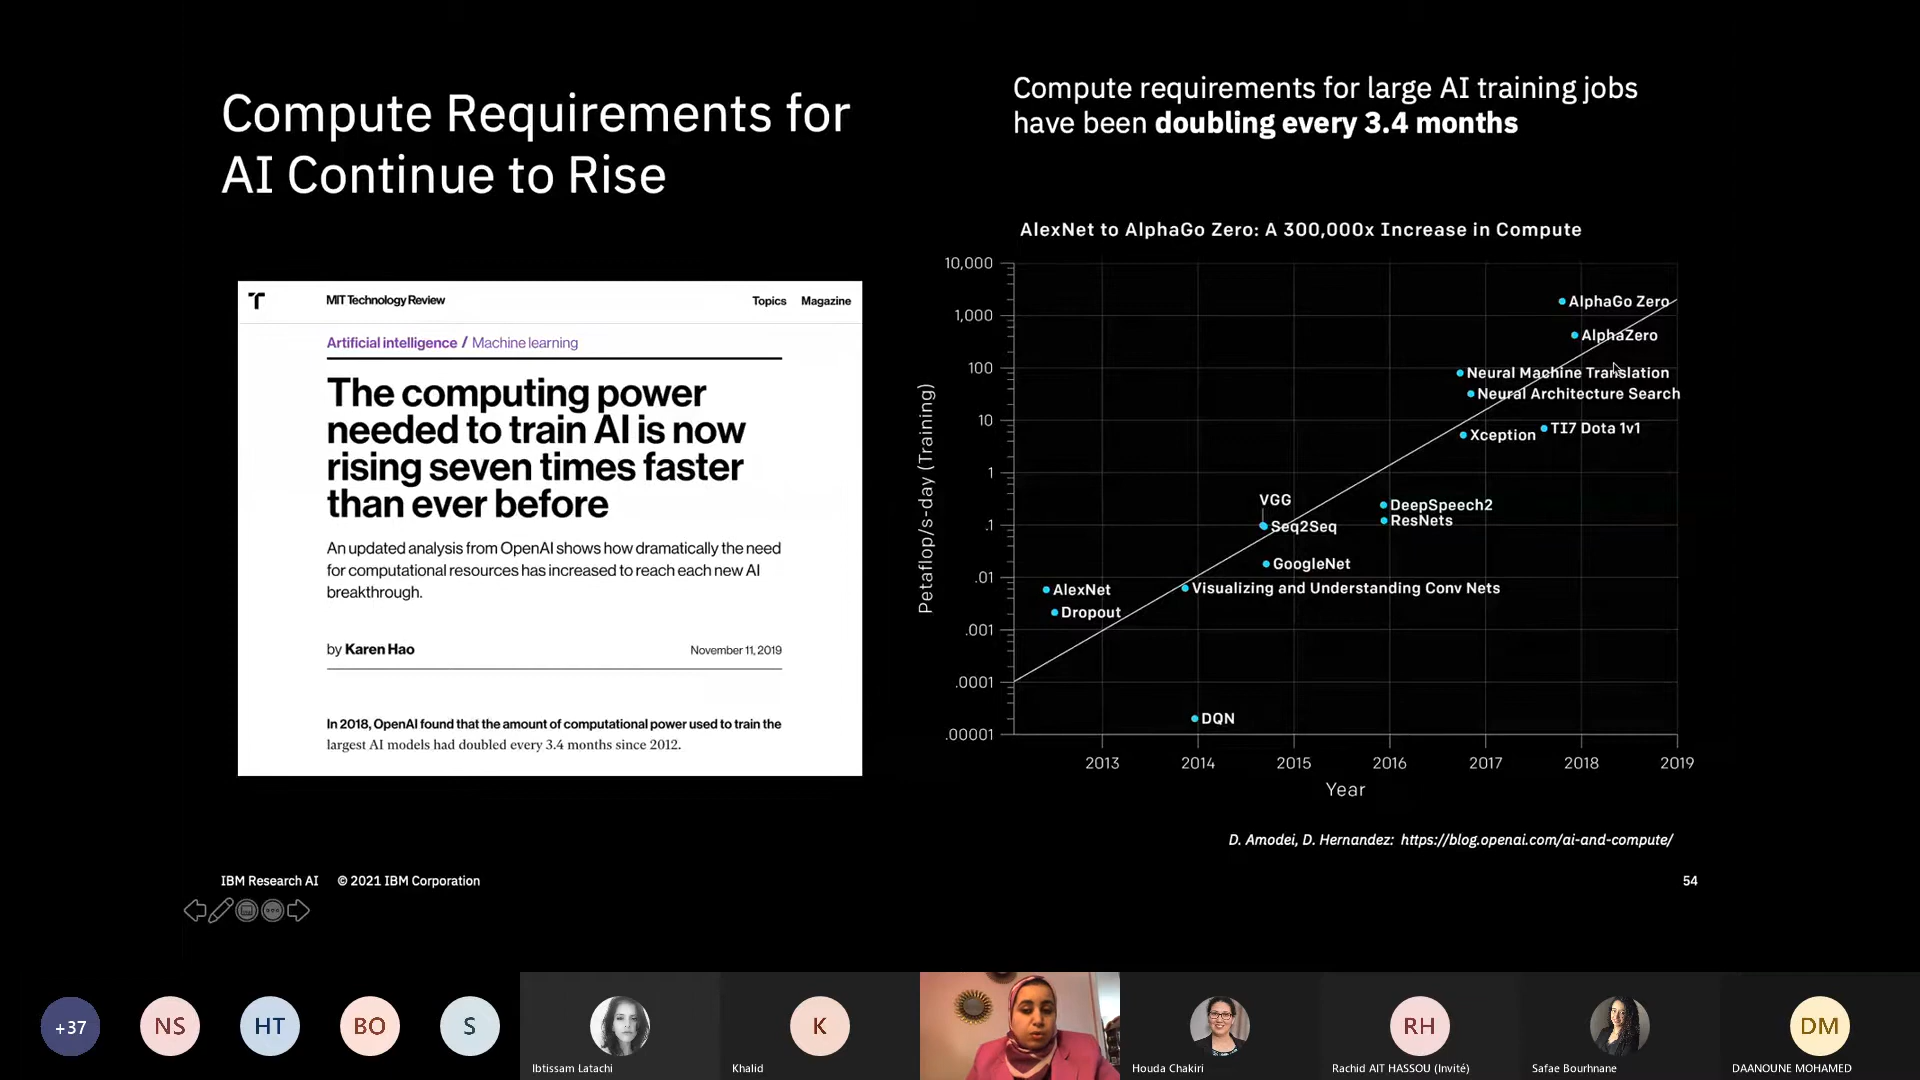 Compute Requirements for
AI Continue to Rise
Compute requirements for large AI training jobs
have been doubling every 3.4 months
MIT Technology Review
Topics
Magazine
Artificial intelligence / Machine learning
The computing power
needed to train AI is now
rising seven times faster
than ever before
An updated analysis from OpenAI shows how dramatically the need
for computational resources has increased to reach each new AI
breakthrough.
by Karen Hao
November 11, 2019
In 2018, OpenAI found that the amount of computational power used to train the
largest AI models had doubled every 3.4 months since 2012.
AlexNet to AlphaGo Zero: A 300,000x Increase in Compute
Petaflop/s-day (Training)
10,000
1,000
100
10
1
.1
.01
.001
.0001
.00001
AlphaGo Zero
AlphaZero
Neural Machine Translation
Neural Architecture Search
Xception
TI7 Dota 1v1
VGG
Seq2Seq
DeepSpeech2
ResNets
GoogleNet
AlexNet
Visualizing and Understanding Conv Nets
Dropout
DQN
2013
2014
2015
2016
2017
2018
2019
Year
D. Amodei, D. Hernandez: https://blog.openai.com/ai-and-compute/
IBM Research AI
© 2021 IBM Corporation
54
+37
NS
HT
BO
S
Ibtissam Latachi
K
Khalid
Houda Chakiri
RH
Rachid AIT HASSOU (Invité)
Safae Bourhnane
DM
DAANOUNE MOHAMED